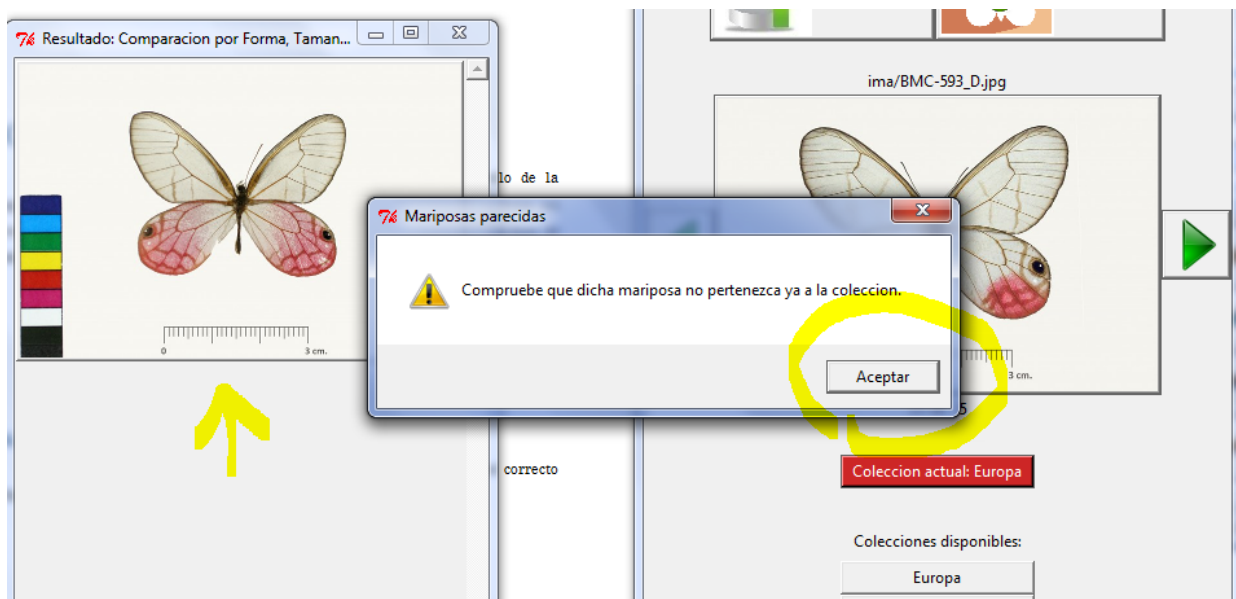 Resultado: Comparacion por Forma, Taman...
0 3 cm.
lo de la
correcto
Mariposas parecidas
Compruebe que dicha mariposa no pertenezca ya a la coleccion.
Aceptar
ima/BMC-593_D.jpg
3 cm.
5
Coleccion actual: Europa
Colecciones disponibles:
Europa